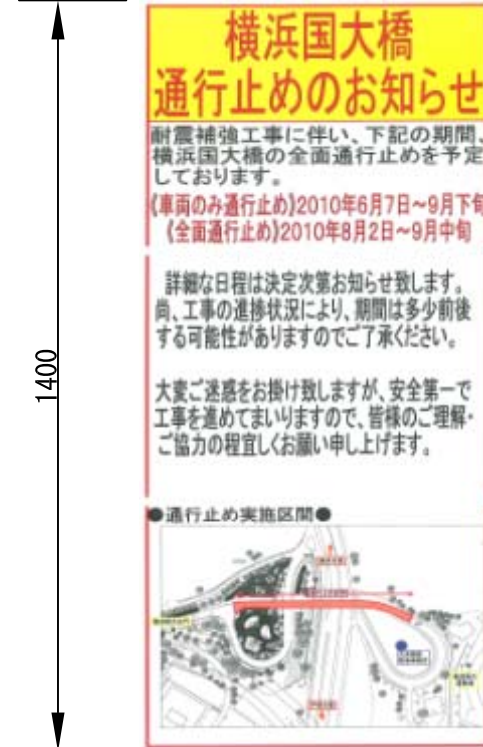 横浜国大橋
通行止めのお知らせ
耐震補強工事に伴い、下記の期間、
横浜国大橋の全面通行止めを予定
しております。
《車両のみ通行止め》2010年6月7日～9月下旬
《全面通行止め》2010年8月2日～9月中旬
詳細な日程は決定次第お知らせ致します。
尚、工事の進捗状況により、期間は多少前後
する可能性がありますのでご了承ください。
大変ご迷惑をお掛け致しますが、安全第一で
工事を進めてまいりますので、皆様のご理解・
ご協力の程宜しくお願い申し上げます。
●通行止め実施区間●
1400